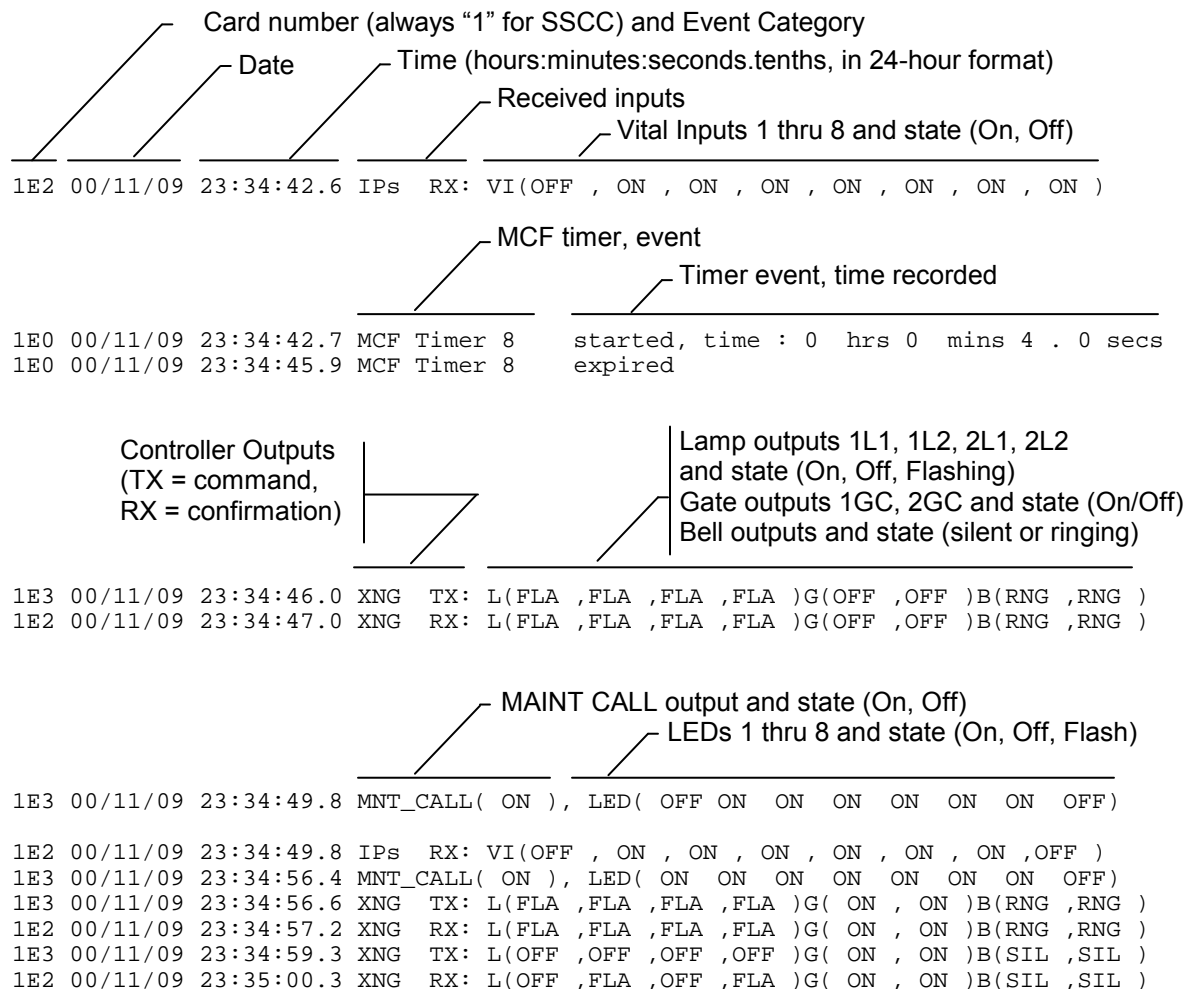 Card number (always “1” for SSCC) and Event Category
Date
Time (hours:minutes:seconds.tenths, in 24-hour format)
Received inputs
Vital Inputs 1 thru 8 and state (On, Off)
1E2 00/11/09 23:34:42.6 IPs  RX: VI(OFF , ON , ON , ON , ON , ON , ON , ON )
MCF timer, event
Timer event, time recorded
1E0 00/11/09 23:34:42.7 MCF Timer 8    started, time : 0  hrs 0  mins 4 . 0 secs
1E0 00/11/09 23:34:45.9 MCF Timer 8    expired
Controller Outputs
(TX = command,
RX = confirmation)
Lamp outputs 1L1, 1L2, 2L1, 2L2
and state (On, Off, Flashing)
Gate outputs 1GC, 2GC and state (On/Off)
Bell outputs and state (silent or ringing)
1E3 00/11/09 23:34:46.0 XNG  TX: L(FLA ,FLA ,FLA ,FLA )G(OFF ,OFF )B(RNG ,RNG )
1E2 00/11/09 23:34:47.0 XNG  RX: L(FLA ,FLA ,FLA ,FLA )G(OFF ,OFF )B(RNG ,RNG )
MAINT CALL output and state (On, Off)
LEDs 1 thru 8 and state (On, Off, Flash)
1E3 00/11/09 23:34:49.8 MNT_CALL( ON ), LED( OFF ON  ON  ON  ON  ON  ON  OFF)
1E2 00/11/09 23:34:49.8 IPs  RX: VI(OFF , ON , ON , ON , ON , ON , ON ,OFF )
1E3 00/11/09 23:34:56.4 MNT_CALL( ON ), LED( ON  ON  ON  ON  ON  ON  ON  OFF)
1E3 00/11/09 23:34:56.6 XNG  TX: L(FLA ,FLA ,FLA ,FLA )G( ON , ON )B(RNG ,RNG )
1E2 00/11/09 23:34:57.2 XNG  RX: L(FLA ,FLA ,FLA ,FLA )G( ON , ON )B(RNG ,RNG )
1E3 00/11/09 23:34:59.3 XNG  TX: L(OFF ,OFF ,OFF ,OFF )G( ON , ON )B(SIL ,SIL )
1E2 00/11/09 23:35:00.3 XNG  RX: L(OFF ,FLA ,OFF ,FLA )G( ON , ON )B(SIL ,SIL )